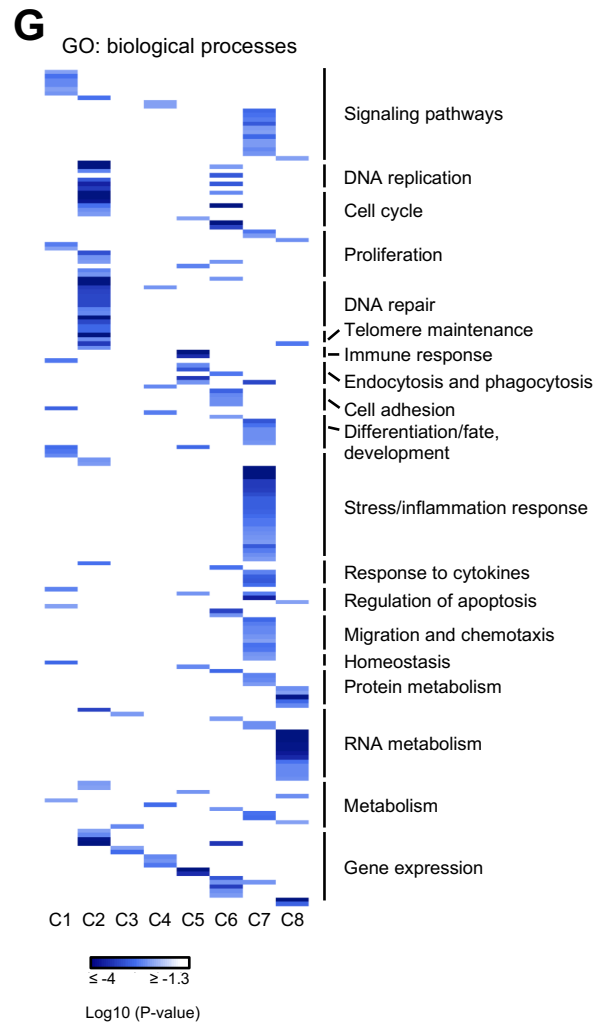 G
GO: biological processes
Signaling pathways
DNA replication
Cell cycle
Proliferation
DNA repair
Telomere maintenance
Immune response
Endocytosis and phagocytosis
Cell adhesion
Differentiation/fate,
development
Stress/inflammation response
Response to cytokines
Regulation of apoptosis
Migration and chemotaxis
Homeostasis
Protein metabolism
RNA metabolism
Metabolism
Gene expression
C1 C2 C3 C4 C5 C6 C7 C8
≤ -4 ≥ -1.3
Log10 (P-value)